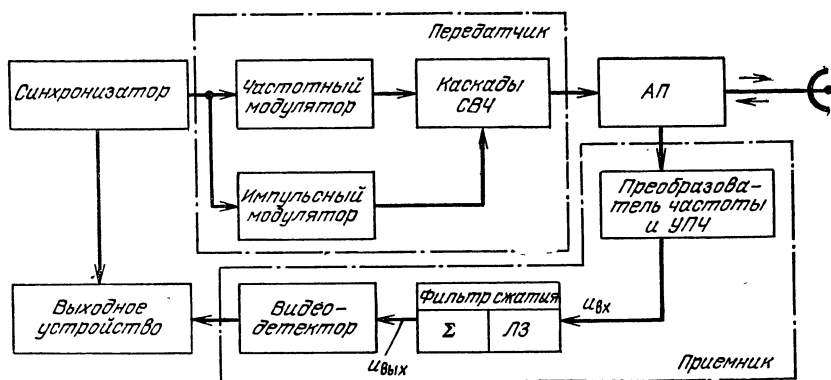 Передатчик
Синхронизатор
Частотный
модулятор
Каскады
СВЧ
АП
Импульсный
модулятор
Преобразова-
тель частоты
и УПЧ
Выходное
устройство
Видео-
детектор
Фильтр сжатия
Σ
ЛЗ
uвх
uвых
Приемник